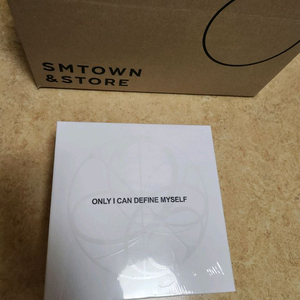 SMTOWN
&STORE
ONLY I CAN DEFINE MYSELF